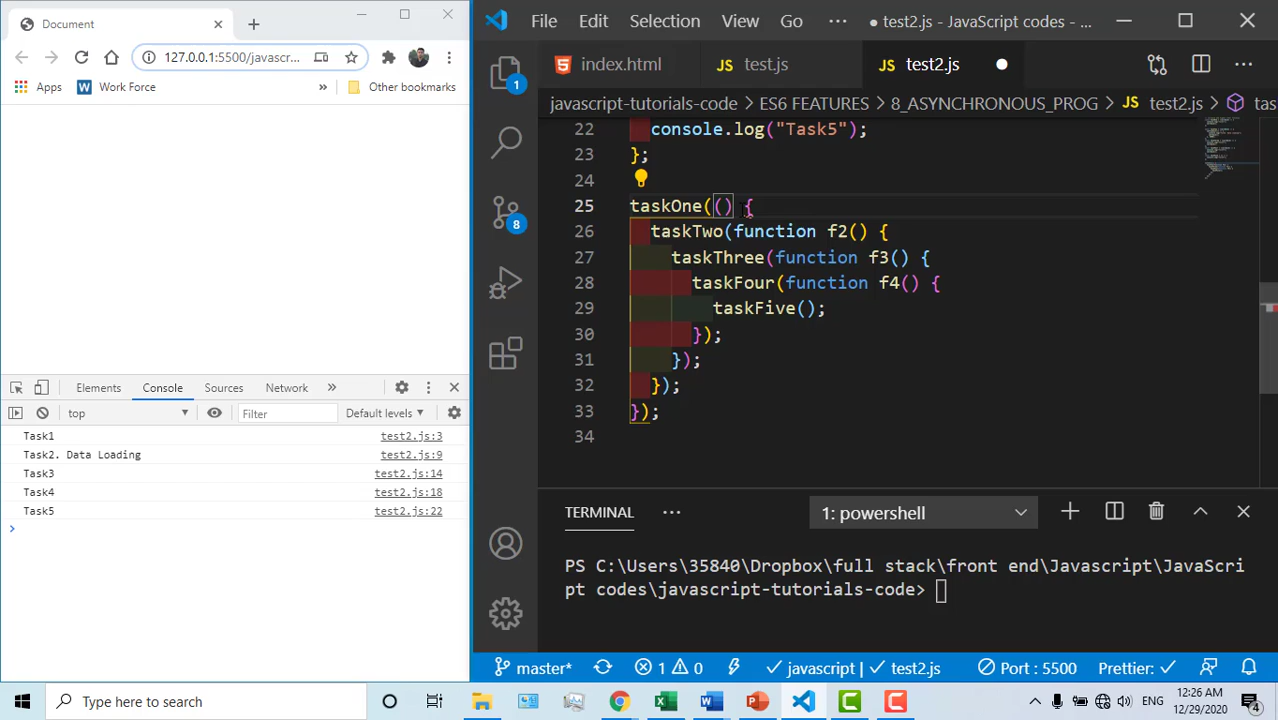 Document
127.0.0.1:5500/javascr...
Apps
Work Force
»
Other bookmarks
Elements
Console
Sources
Network
»
top
Filter
Default levels
Task1
test2.js:3
Task2. Data Loading
test2.js:9
Task3
test2.js:14
Task4
test2.js:18
Task5
test2.js:22
>
File Edit Selection View Go ··· ● test2.js - JavaScript codes - ...
1
8
index.html
JS test.js
JS test2.js
javascript-tutorials-code > ES6 FEATURES > 8_ASYNCHRONOUS_PROG > JS test2.js > tas
22 console.log("Task5");
23 };
24
25 taskOne(() {
26 taskTwo(function f2() {
27 taskThree(function f3() {
28 taskFour(function f4() {
29 taskFive();
30 });
31 });
32 });
33 });
34
TERMINAL ··· 1: powershell
PS C:\Users\35840\Dropbox\full stack\front end\Javascript\JavaScri
pt codes\javascript-tutorials-code>
master* 1 0 javascript | test2.js Port : 5500 Prettier:
Type here to search
ENG
12:26 AM
12/29/2020
4